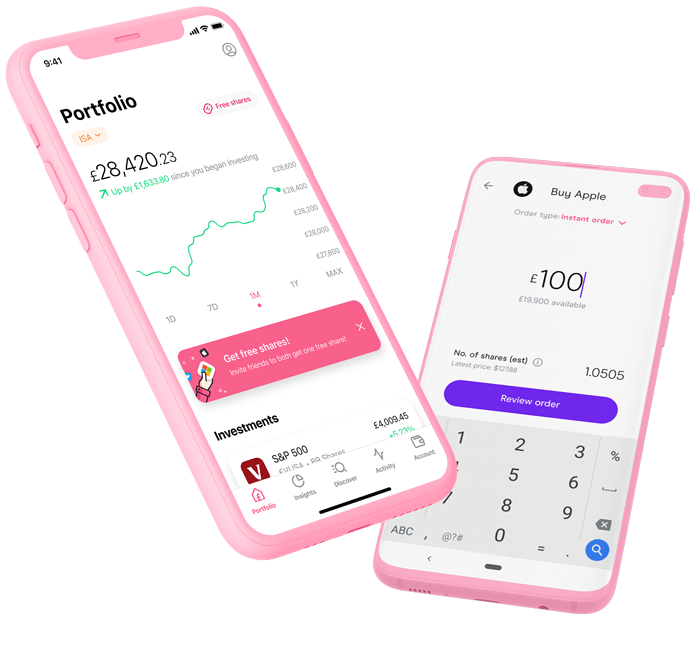 9:41
Portfolio
Free shares
ISA
£28,420.23
Up by £1,633.80 since you began investing
£28,600
£28,400
£28,200
£28,000
£27,800
1D 7D 1M 1Y MAX
Get free shares!
Invite friends to both get one free share!
Investments
S&P 500
£4,009.45
Shares
+5.23%
Portfolio
Insights
Discover
Activity
Account
Buy Apple
Order type: Instant order
£100
£19,900 available
No. of shares (est)
1.0505
Latest price: $127.88
Review order
1 2 3 %
4 5 6
7 8 9
ABC , @?# 0 = .